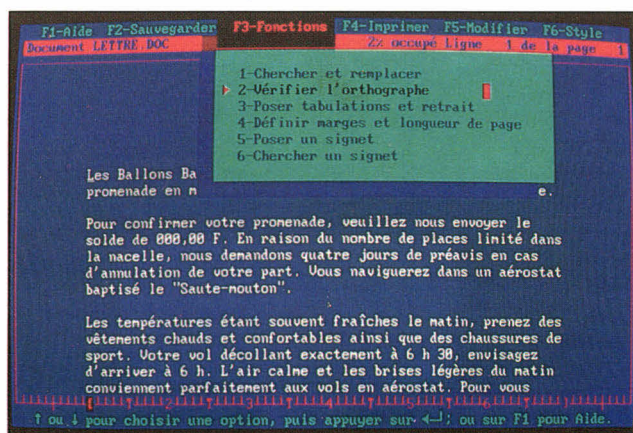 F1-Aide F2-Sauvegarder F3-Fonctions F4-Imprimer F5-Modifier F6-Style
Document LETTRE.DOC 2% occupé Ligne 1 de la page 1
1-Chercher et remplacer
2-Vérifier l'orthographe
3-Poser tabulations et retrait
4-Définir marges et longueur de page
5-Poser un signet
6-Chercher un signet
Les Ballons Ba
promenade en m e.
Pour confirmer votre promenade, veuillez nous envoyer le
solde de 000,00 F. En raison du nombre de places limité dans
la nacelle, nous demandons quatre jours de préavis en cas
d'annulation de votre part. Vous naviguerez dans un aérostat
baptisé le "Saute-mouton".
Les températures étant souvent fraîches le matin, prenez des
vêtements chauds et confortables ainsi que des chaussures de
sport. Votre vol décollant exactement à 6 h 30, envisagez
d'arriver à 6 h. L'air calme et les brises légères du matin
conviennent parfaitement aux vols en aérostat. Pour vous
1 2 3 4 5 6 7
↑ ou ↓ pour choisir une option, puis appuyer sur ←┘; ou sur F1 pour Aide.